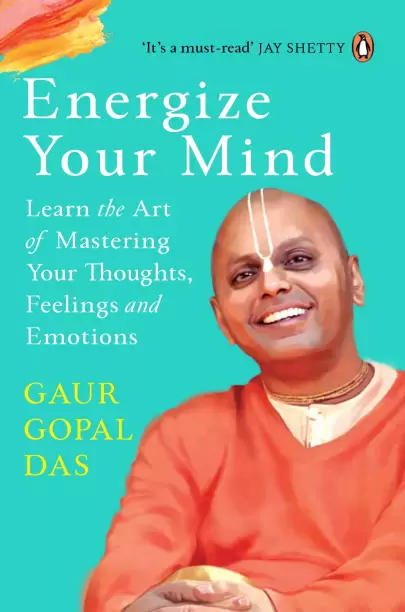 ‘It’s a must-read’ JAY SHETTY
Energize
Your Mind
Learn the Art
of Mastering
Your Thoughts,
Feelings and
Emotions
GAUR
GOPAL
DAS